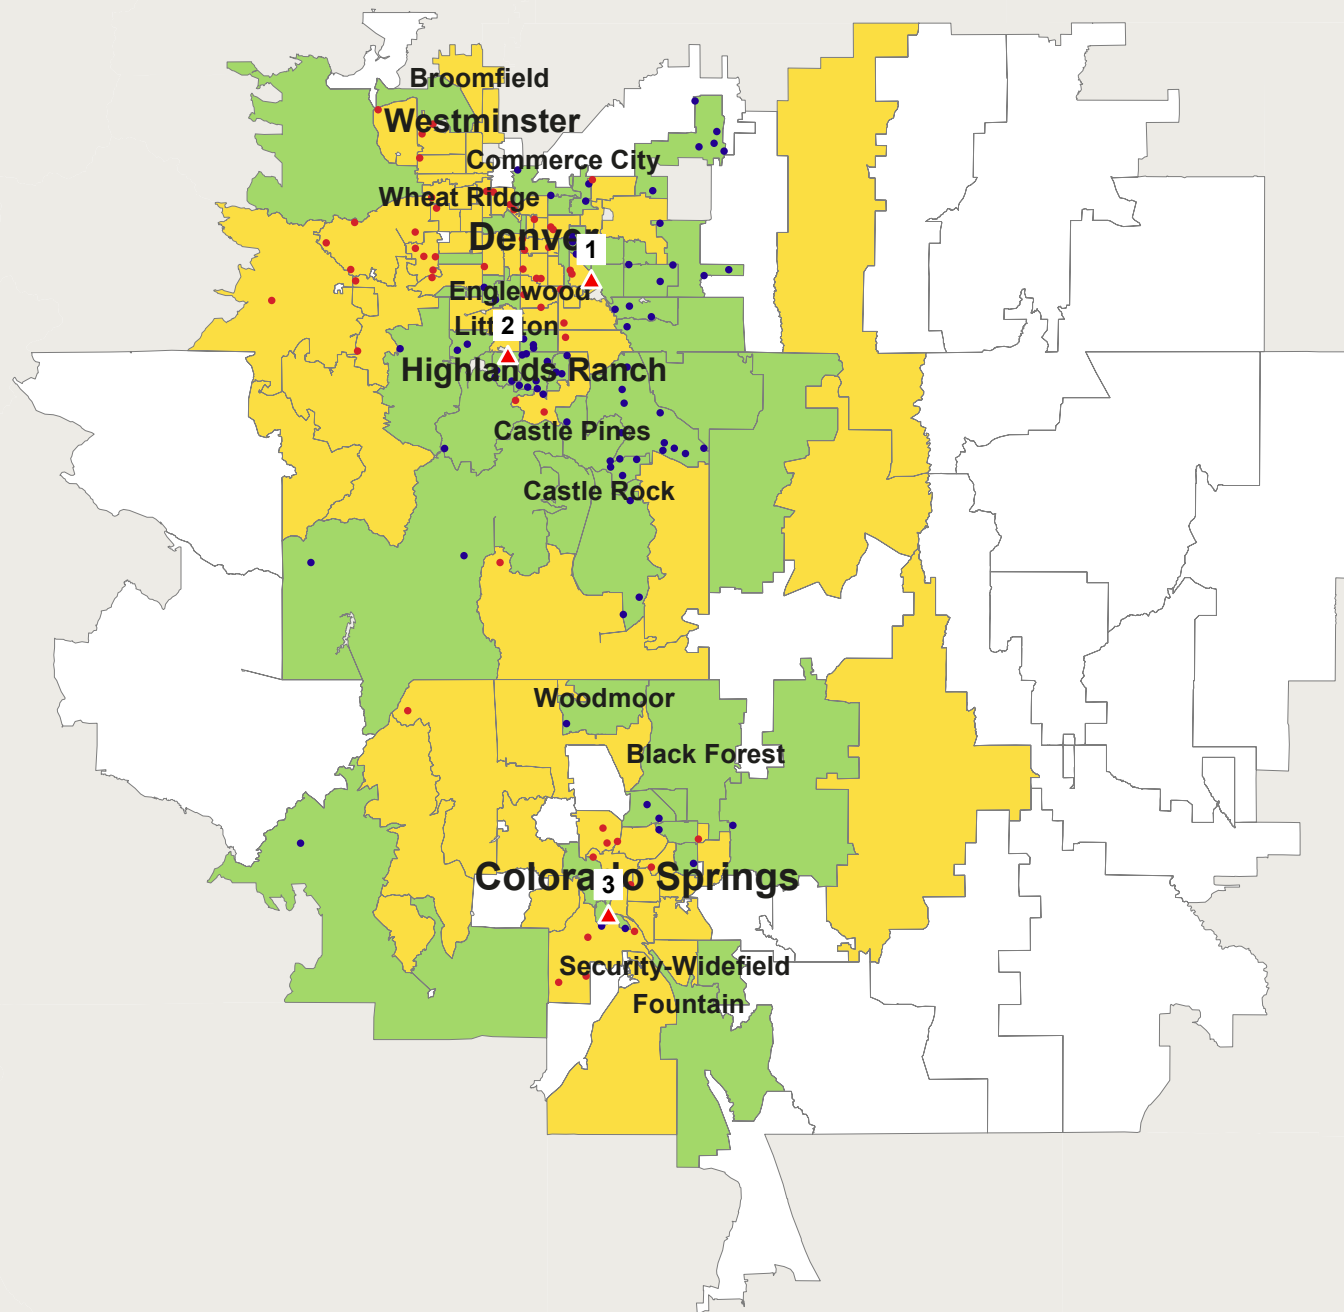 Broomfield
Westminster
Commerce City
Wheat Ridge
Denver
1
Englewood
Littleton
2
Highlands Ranch
Castle Pines
Castle Rock
Woodmoor
Black Forest
Colorado Springs
3
Security-Widefield
Fountain